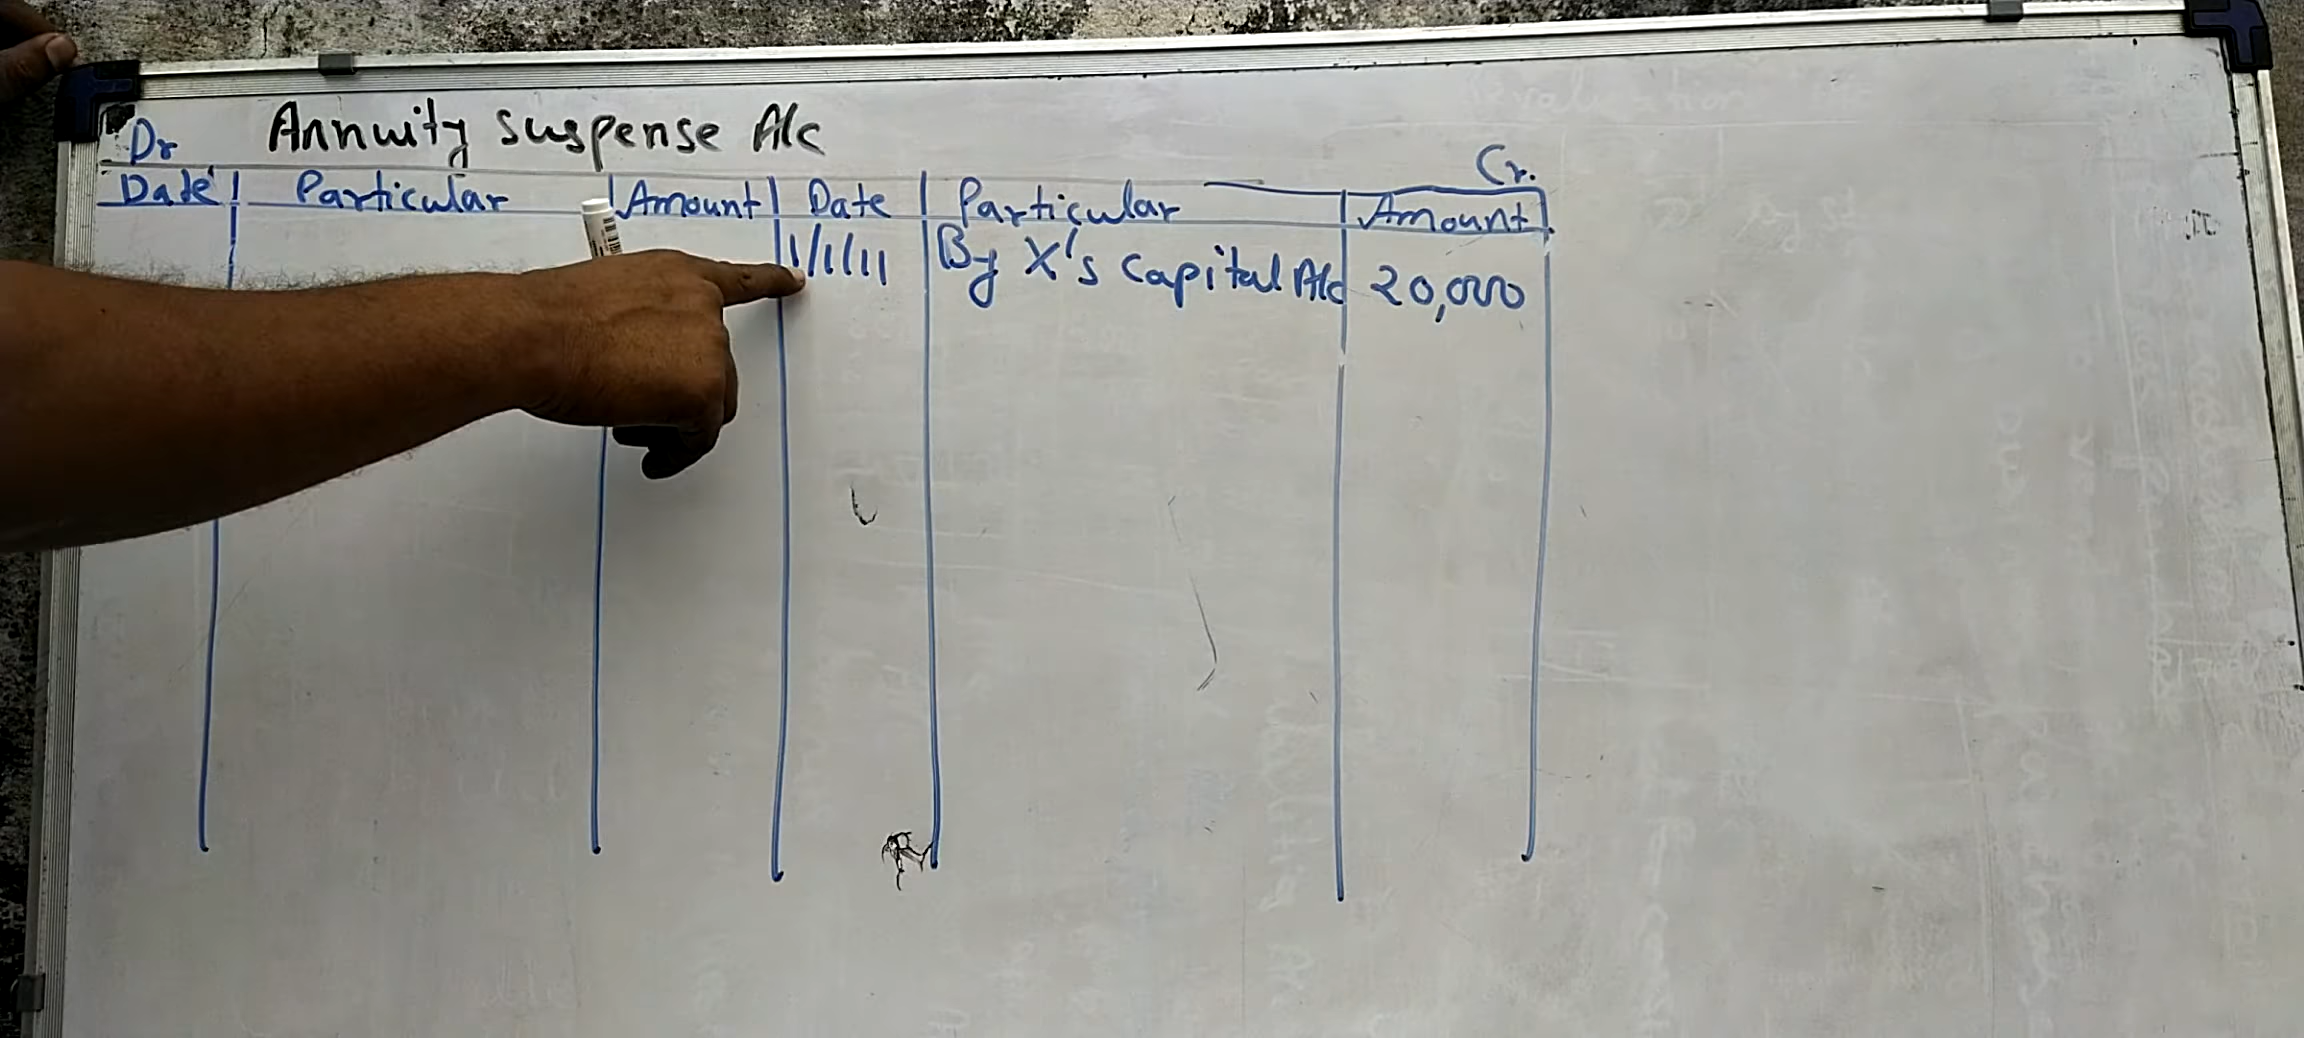 Annuity suspense A/c
Dr Cr.
Date Particular Amount Date Particular Amount
1/1/11 By X's Capital A/c 20,000